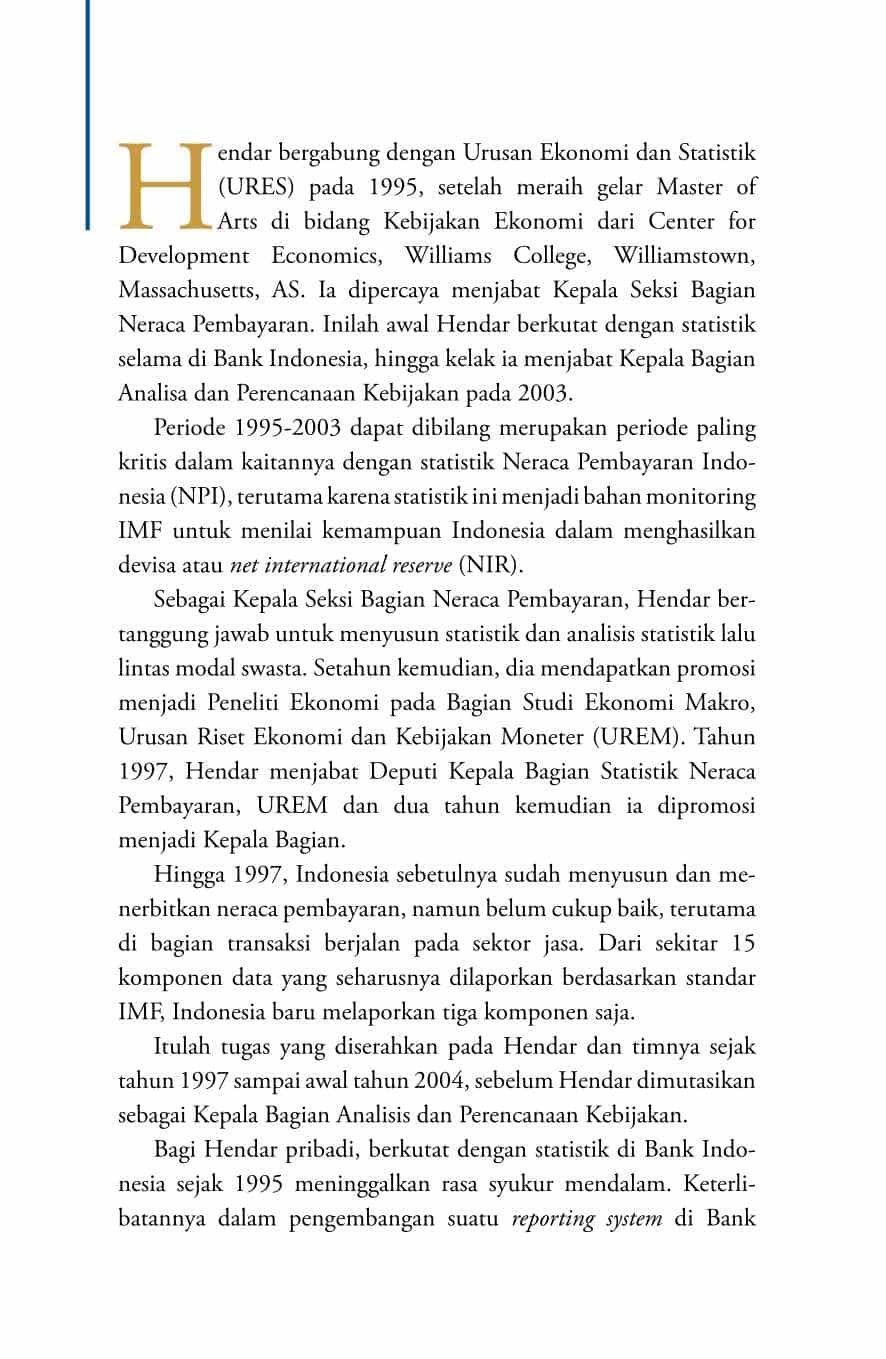 Hendar bergabung dengan Urusan Ekonomi dan Statistik
(URES) pada 1995, setelah meraih gelar Master of
Arts di bidang Kebijakan Ekonomi dari Center for
Development Economics, Williams College, Williamstown,
Massachusetts, AS. Ia dipercaya menjabat Kepala Seksi Bagian
Neraca Pembayaran. Inilah awal Hendar berkutat dengan statistik
selama di Bank Indonesia, hingga kelak ia menjabat Kepala Bagian
Analisa dan Perencanaan Kebijakan pada 2003.
Periode 1995-2003 dapat dibilang merupakan periode paling
kritis dalam kaitannya dengan statistik Neraca Pembayaran Indo-
nesia (NPI), terutama karena statistik ini menjadi bahan monitoring
IMF untuk menilai kemampuan Indonesia dalam menghasilkan
devisa atau net international reserve (NIR).
Sebagai Kepala Seksi Bagian Neraca Pembayaran, Hendar ber-
tanggung jawab untuk menyusun statistik dan analisis statistik lalu
lintas modal swasta. Setahun kemudian, dia mendapatkan promosi
menjadi Peneliti Ekonomi pada Bagian Studi Ekonomi Makro,
Urusan Riset Ekonomi dan Kebijakan Moneter (UREM). Tahun
1997, Hendar menjabat Deputi Kepala Bagian Statistik Neraca
Pembayaran, UREM dan dua tahun kemudian ia dipromosi
menjadi Kepala Bagian.
Hingga 1997, Indonesia sebetulnya sudah menyusun dan me-
nerbitkan neraca pembayaran, namun belum cukup baik, terutama
di bagian transaksi berjalan pada sektor jasa. Dari sekitar 15
komponen data yang seharusnya dilaporkan berdasarkan standar
IMF, Indonesia baru melaporkan tiga komponen saja.
Itulah tugas yang diserahkan pada Hendar dan timnya sejak
tahun 1997 sampai awal tahun 2004, sebelum Hendar dimutasikan
sebagai Kepala Bagian Analisis dan Perencanaan Kebijakan.
Bagi Hendar pribadi, berkutat dengan statistik di Bank Indo-
nesia sejak 1995 meninggalkan rasa syukur mendalam. Keterli-
batannya dalam pengembangan suatu reporting system di Bank